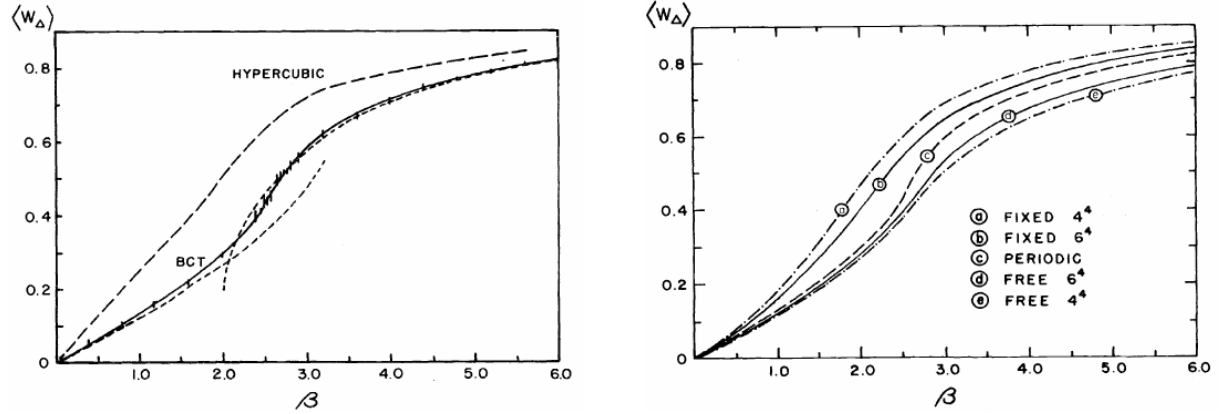 ⟨W△⟩
0.8
0.6
0.4
0.2
0
HYPERCUBIC
BCT
1.0
2.0
3.0
4.0
5.0
6.0
β
⟨W△⟩
0.8
0.6
0.4
0.2
0
a
b
c
d
e
ⓐ FIXED 4⁴
ⓑ FIXED 6⁴
ⓒ PERIODIC
ⓓ FREE 6⁴
ⓔ FREE 4⁴
1.0
2.0
3.0
4.0
5.0
6.0
β